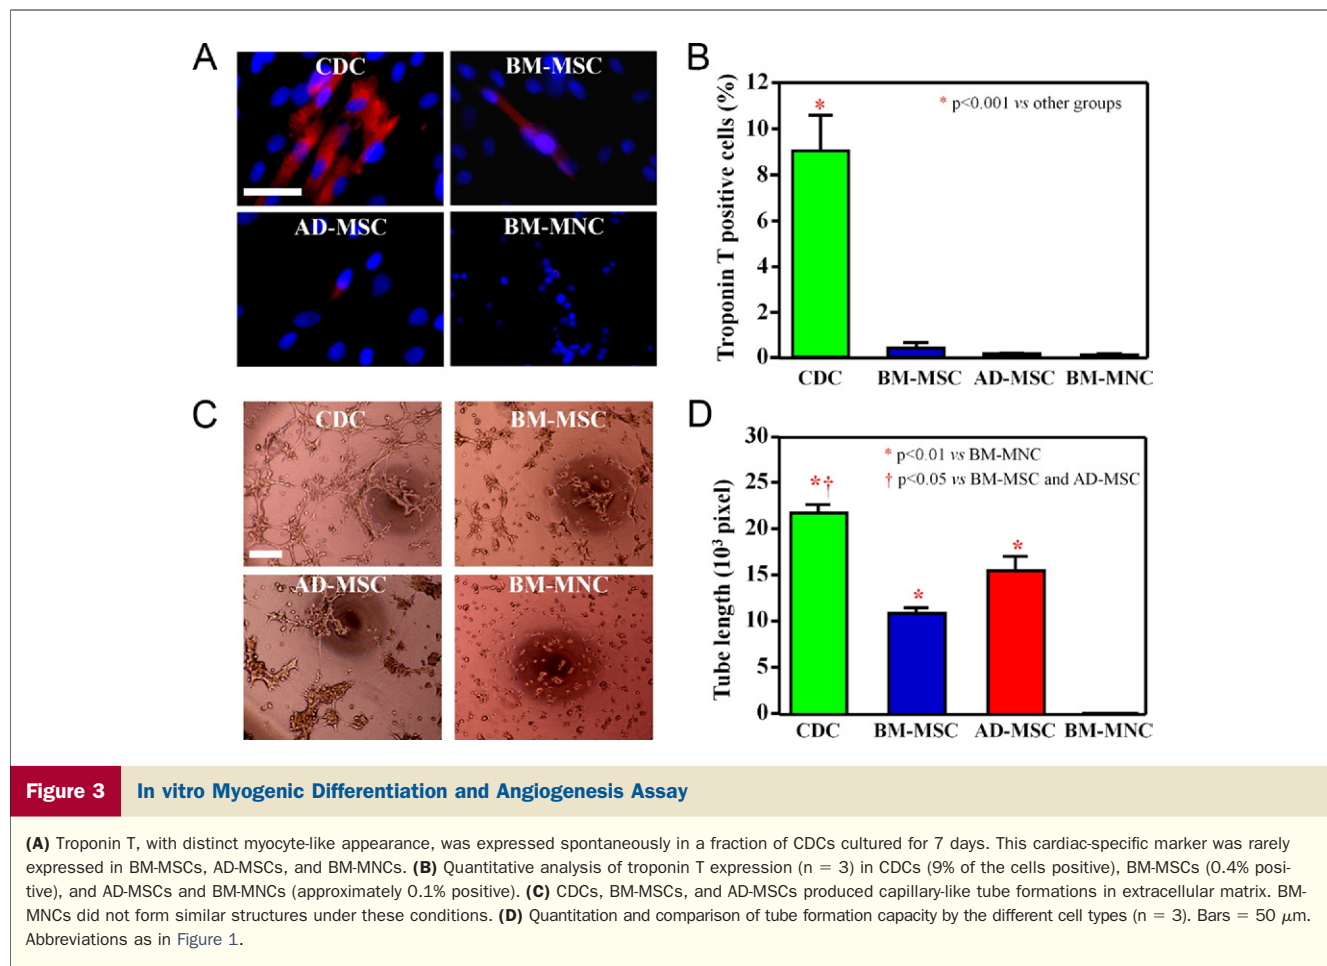 A
CDC
BM-MSC
AD-MSC
BM-MNC
B
Troponin T positive cells (%)
12
10
8
6
4
2
0
* p<0.001 vs other groups
*
CDC
BM-MSC
AD-MSC
BM-MNC
C
CDC
BM-MSC
AD-MSC
BM-MNC
D
Tube length (10³ pixel)
30
25
20
15
10
5
0
* p<0.01 vs BM-MNC
† p<0.05 vs BM-MSC and AD-MSC
*†
*
*
CDC
BM-MSC
AD-MSC
BM-MNC
Figure 3
In vitro Myogenic Differentiation and Angiogenesis Assay
(A) Troponin T, with distinct myocyte-like appearance, was expressed spontaneously in a fraction of CDCs cultured for 7 days. This cardiac-specific marker was rarely
expressed in BM-MSCs, AD-MSCs, and BM-MNCs. (B) Quantitative analysis of troponin T expression (n = 3) in CDCs (9% of the cells positive), BM-MSCs (0.4% posi-
tive), and AD-MSCs and BM-MNCs (approximately 0.1% positive). (C) CDCs, BM-MSCs, and AD-MSCs produced capillary-like tube formations in extracellular matrix. BM-
MNCs did not form similar structures under these conditions. (D) Quantitation and comparison of tube formation capacity by the different cell types (n = 3). Bars = 50 μm.
Abbreviations as in Figure 1.